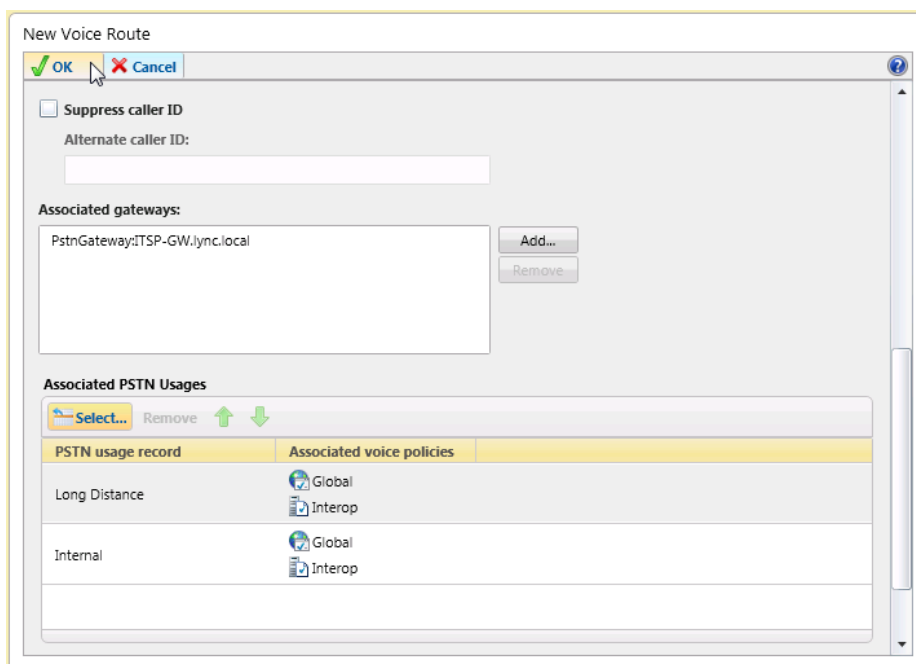 New Voice Route
OK Cancel
Suppress caller ID
Alternate caller ID:
Associated gateways:
PstnGateway:ITSP-GW.lync.local
Add...
Remove
Associated PSTN Usages
Select... Remove
PSTN usage record Associated voice policies
Long Distance
Global
Interop
Internal
Global
Interop